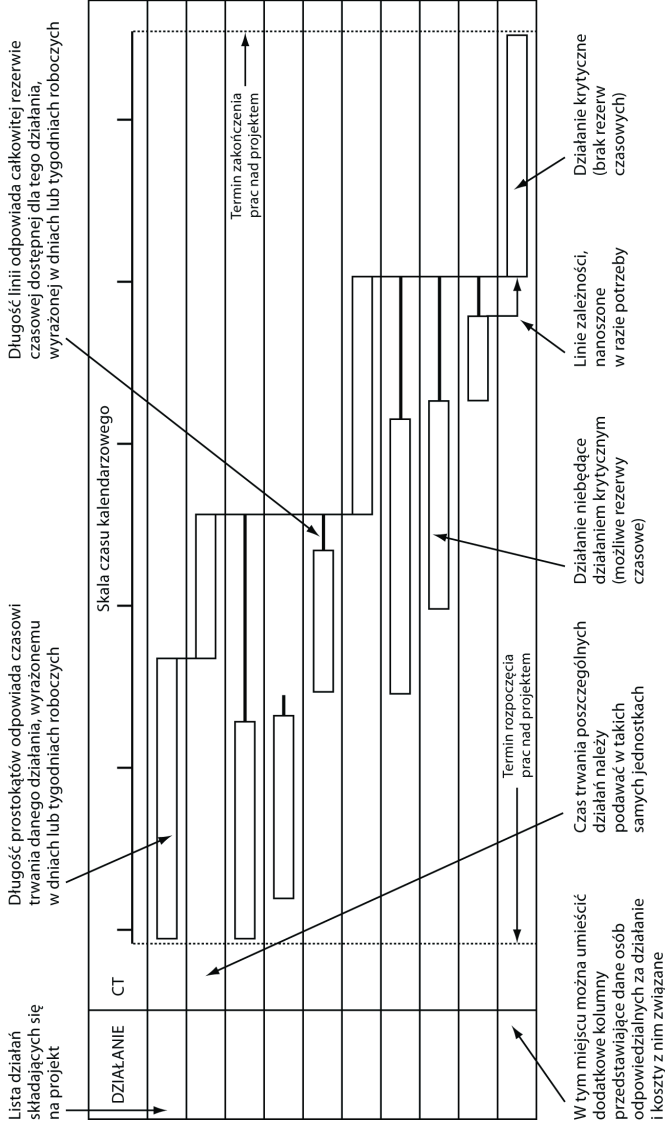 Lista działań
składających się
na projekt
Długość prostokątów odpowiada czasowi
trwania danego działania, wyrażonemu
w dniach lub tygodniach roboczych
Długość linii odpowiada całkowitej rezerwie
czasowej dostępnej dla tego działania,
wyrażonej w dniach lub tygodniach roboczych
DZIAŁANIE
CT
Skala czasu kalendarzowego
Termin rozpoczęcia
prac nad projektem
Termin zakończenia
prac nad projektem
W tym miejscu można umieścić
dodatkowe kolumny
przedstawiające dane osób
odpowiedzialnych za działanie
i koszty z nim związane
Czas trwania poszczególnych
działań należy
podawać w takich
samych jednostkach
Działanie niebędące
działaniem krytycznym
(możliwe rezerwy
czasowe)
Linie zależności,
nanoszone
w razie potrzeby
Działanie krytyczne
(brak rezerw
czasowych)